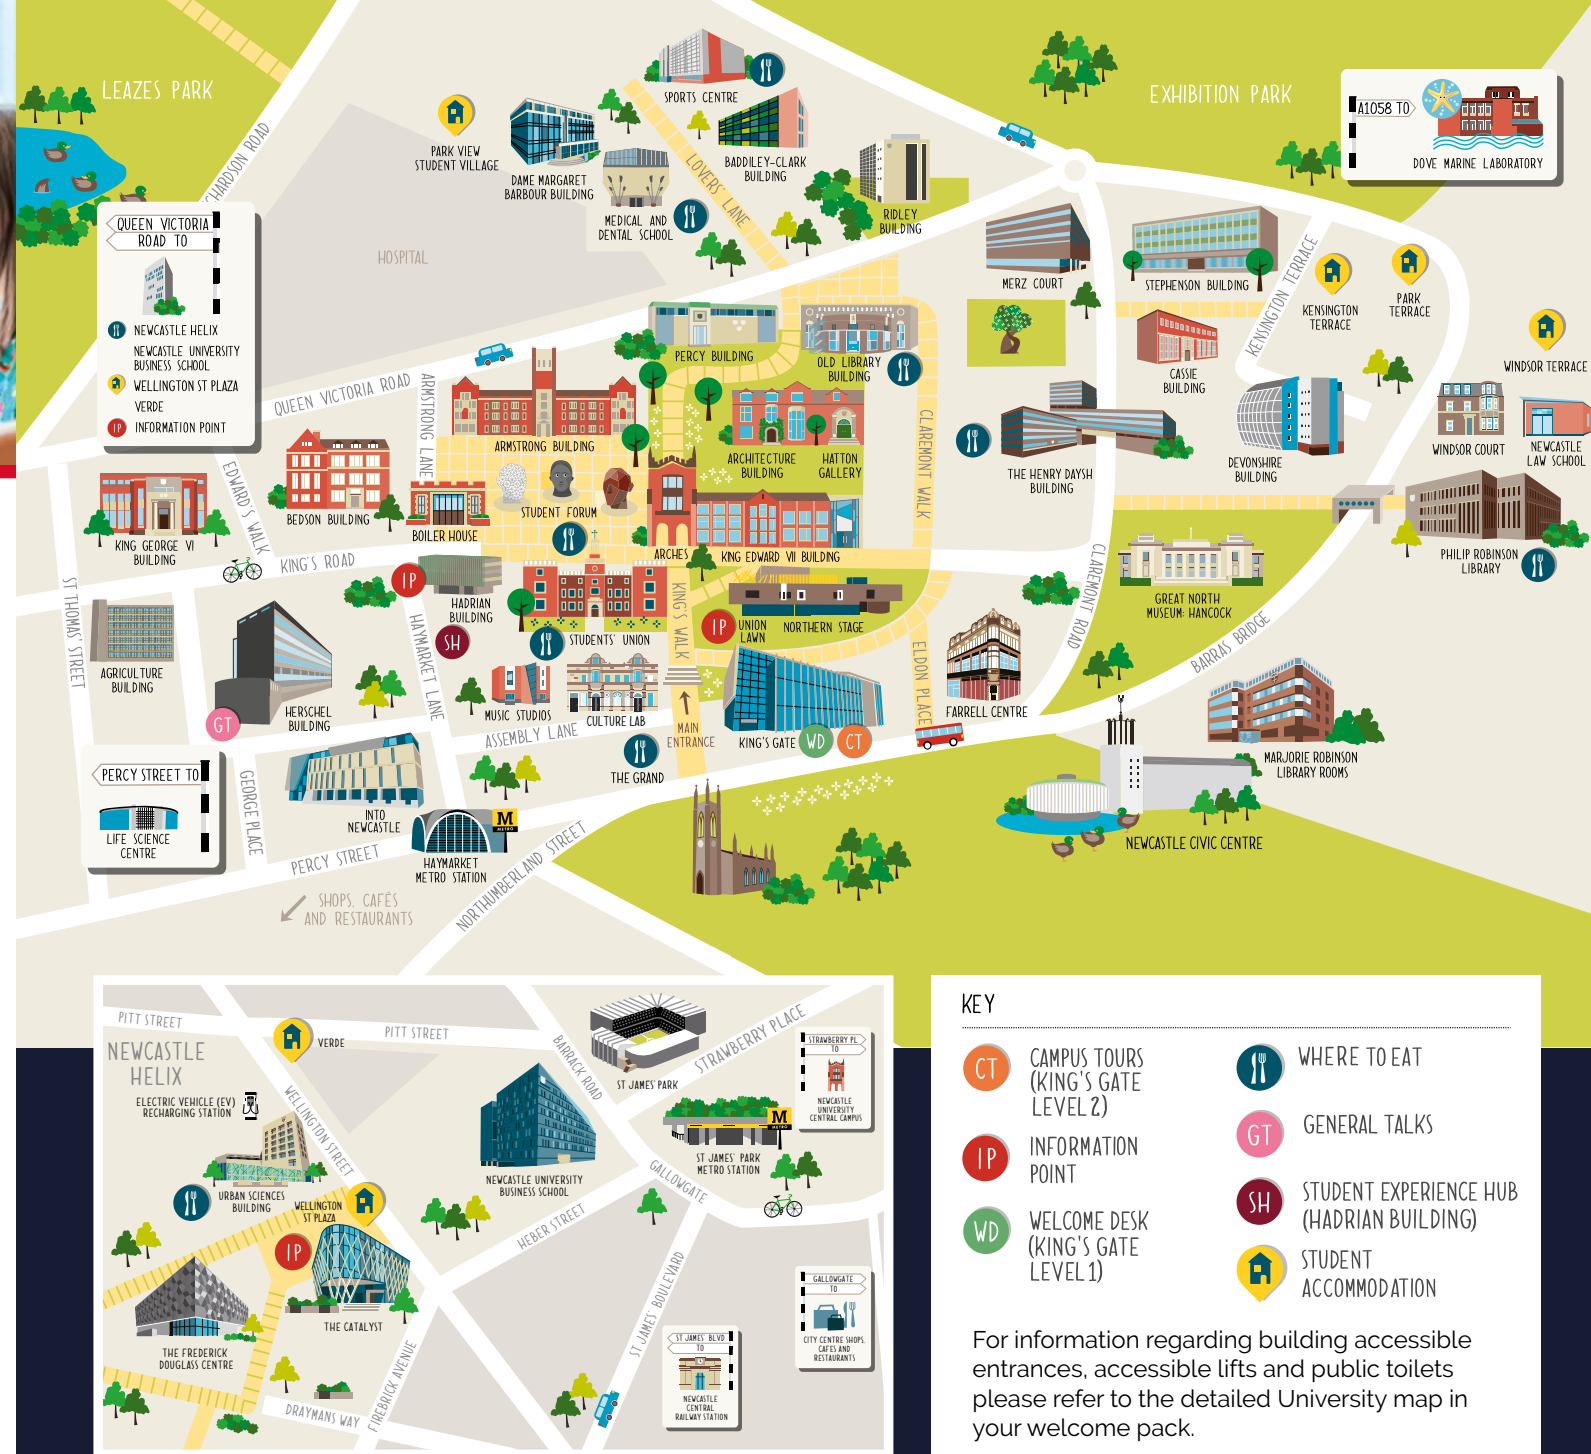 LEAZES PARK
RICHARDSON ROAD
EXHIBITION PARK
A1058 TO
DOVE MARINE LABORATORY
SPORTS CENTRE
PARK VIEW
STUDENT VILLAGE
DAME MARGARET
BARBOUR BUILDING
BADDILEY-CLARK
BUILDING
LOVERS' LANE
MEDICAL AND
DENTAL SCHOOL
RIDLEY
BUILDING
QUEEN VICTORIA
ROAD TO
NEWCASTLE HELIX
NEWCASTLE UNIVERSITY
BUSINESS SCHOOL
WELLINGTON ST PLAZA
VERDE
IP INFORMATION POINT
HOSPITAL
MERZ COURT
STEPHENSON BUILDING
KENSINGTON TERRACE
KENSINGTON
TERRACE
PARK
TERRACE
WINDSOR TERRACE
PERCY BUILDING
OLD LIBRARY
BUILDING
CASSIE
BUILDING
QUEEN VICTORIA ROAD
ARMSTRONG LANE
ARMSTRONG BUILDING
ARCHITECTURE
BUILDING
HATTON
GALLERY
CLAREMONT WALK
THE HENRY DAYSH
BUILDING
DEVONSHIRE
BUILDING
WINDSOR COURT
NEWCASTLE
LAW SCHOOL
EDWARD'S WALK
KING GEORGE VI
BUILDING
BEDSON BUILDING
BOILER HOUSE
STUDENT FORUM
ARCHES
KING EDWARD VII BUILDING
PHILIP ROBINSON
LIBRARY
KING'S ROAD
IP
HADRIAN
BUILDING
SH
KING'S WALK
IP
UNION
LAWN
NORTHERN STAGE
STUDENTS' UNION
CLAREMONT ROAD
GREAT NORTH
MUSEUM: HANCOCK
BARRAS BRIDGE
ST THOMAS' STREET
AGRICULTURE
BUILDING
HERSCHEL
BUILDING
GT
HAYMARKET LANE
MUSIC STUDIOS
CULTURE LAB
ASSEMBLY LANE
THE GRAND
MAIN
ENTRANCE
KING'S GATE
WD
CT
ELDON PLACE
FARRELL CENTRE
MARJORIE ROBINSON
LIBRARY ROOMS
NEWCASTLE CIVIC CENTRE
PERCY STREET TO
LIFE SCIENCE
CENTRE
GEORGE PLACE
INTO
NEWCASTLE
M
METRO
HAYMARKET
METRO STATION
PERCY STREET
NORTHUMBERLAND STREET
SHOPS, CAFÉS
AND RESTAURANTS
PITT STREET
NEWCASTLE
HELIX
VERDE
PITT STREET
ELECTRIC VEHICLE (EV)
RECHARGING STATION
WELLINGTON STREET
BARRACK ROAD
ST JAMES' PARK
STRAWBERRY PLACE
STRAWBERRY PL
TO
NEWCASTLE
UNIVERSITY
CENTRAL CAMPUS
M
METRO
ST JAMES' PARK
METRO STATION
NEWCASTLE UNIVERSITY
BUSINESS SCHOOL
GALLOWGATE
URBAN SCIENCES
BUILDING
WELLINGTON
ST PLAZA
IP
HEBER STREET
THE CATALYST
THE FREDERICK
DOUGLASS CENTRE
ST JAMES' BOULEVARD
GALLOWGATE
TO
CITY CENTRE SHOPS,
CAFES AND
RESTAURANTS
ST JAMES' BLVD
TO
NEWCASTLE
CENTRAL
RAILWAY STATION
FIREBRICK AVENUE
DRAYMANS WAY
KEY
CT
CAMPUS TOURS
(KING'S GATE
LEVEL 2)
IP
INFORMATION
POINT
WD
WELCOME DESK
(KING'S GATE
LEVEL 1)
WHERE TO EAT
GT
GENERAL TALKS
SH
STUDENT EXPERIENCE HUB
(HADRIAN BUILDING)
STUDENT
ACCOMMODATION
For information regarding building accessible
entrances, accessible lifts and public toilets
please refer to the detailed University map in
your welcome pack.